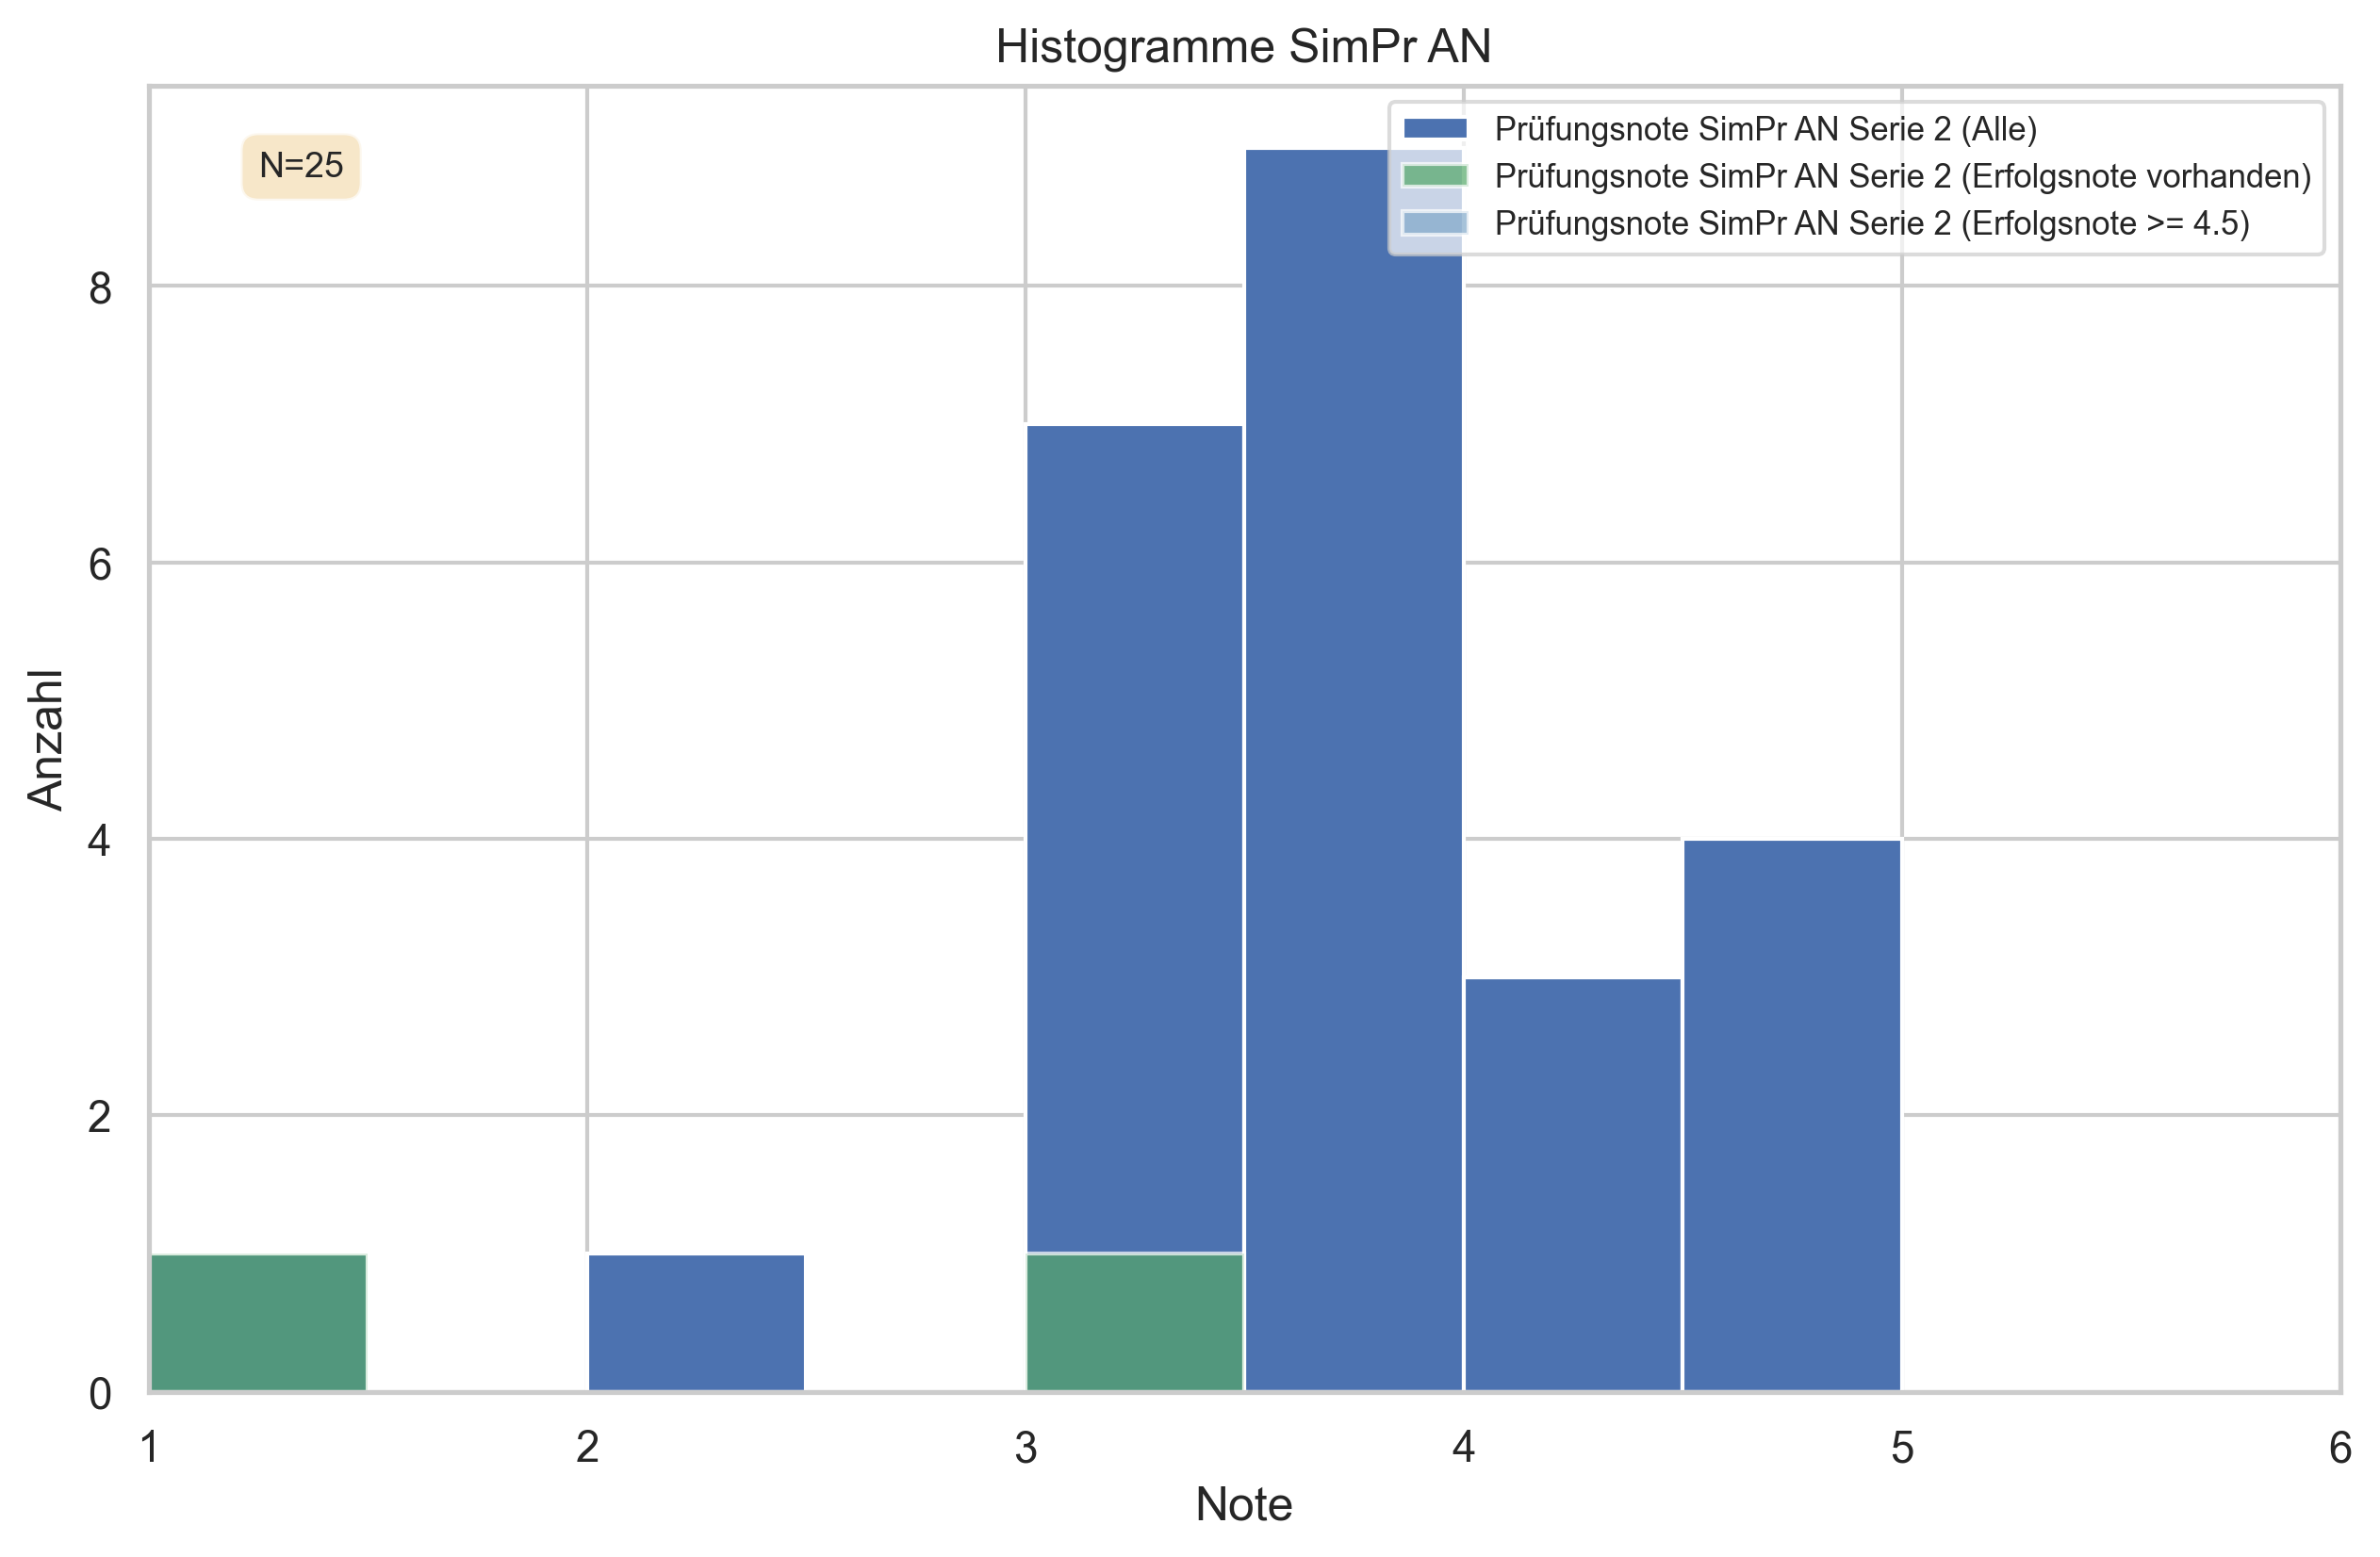 Histogramme SimPr AN
N=25
Prüfungsnote SimPr AN Serie 2 (Alle)
Prüfungsnote SimPr AN Serie 2 (Erfolgsnote vorhanden)
Prüfungsnote SimPr AN Serie 2 (Erfolgsnote >= 4.5)
Anzahl
8
6
4
2
0
1 2 3 4 5 6
Note